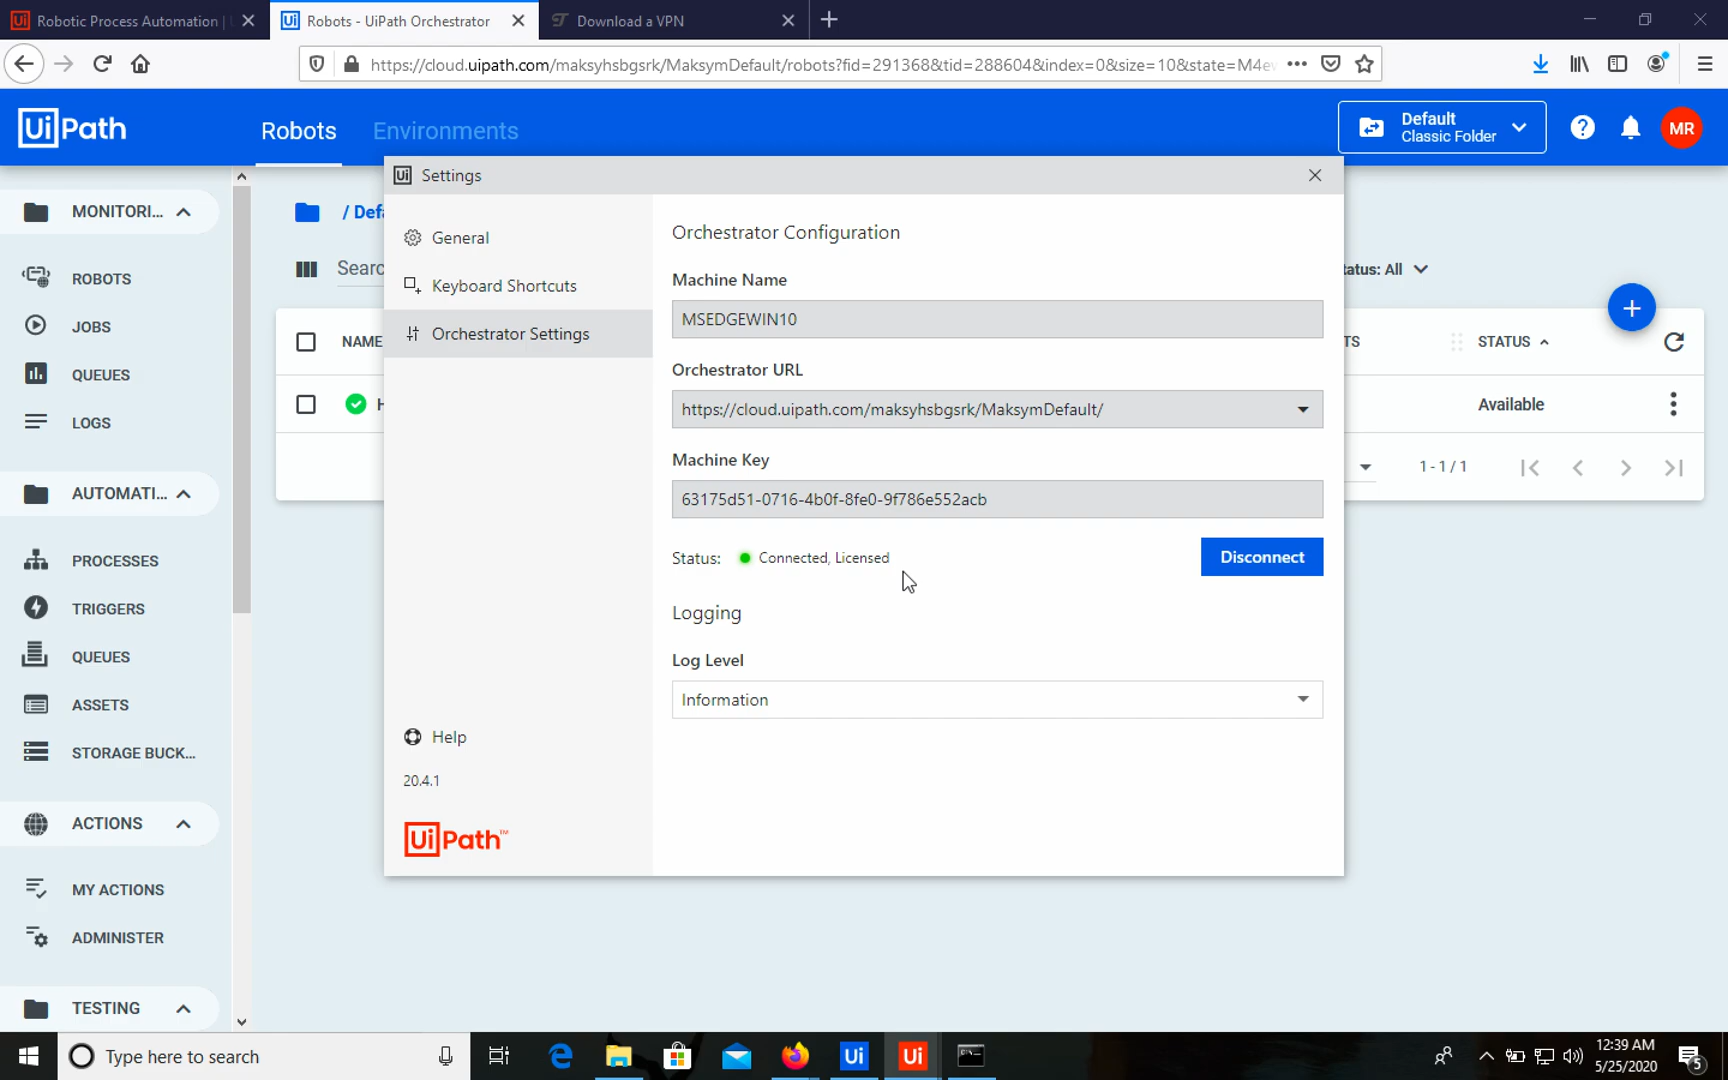 Robotic Process Automation |
Robots - UiPath Orchestrator
Download a VPN
https://cloud.uipath.com/maksyhsbgsrk/MaksymDefault/robots?fid=291368&tid=288604&index=0&size=10&state=M4ev
UiPath
Robots
Environments
Default
Classic Folder
MR
Settings
MONITORI...
ROBOTS
JOBS
QUEUES
LOGS
AUTOMATI...
PROCESSES
TRIGGERS
QUEUES
ASSETS
STORAGE BUCK...
ACTIONS
MY ACTIONS
ADMINISTER
TESTING
/ Defa
Searc
NAME
H
General
Keyboard Shortcuts
Orchestrator Settings
Help
20.4.1
UiPath™
Orchestrator Configuration
Machine Name
MSEDGEWIN10
Orchestrator URL
https://cloud.uipath.com/maksyhsbgsrk/MaksymDefault/
Machine Key
63175d51-0716-4b0f-8fe0-9f786e552acb
Status: Connected, Licensed
Disconnect
Logging
Log Level
Information
tatus: All
TS
STATUS
Available
1 - 1 / 1
Type here to search
12:39 AM
5/25/2020
5